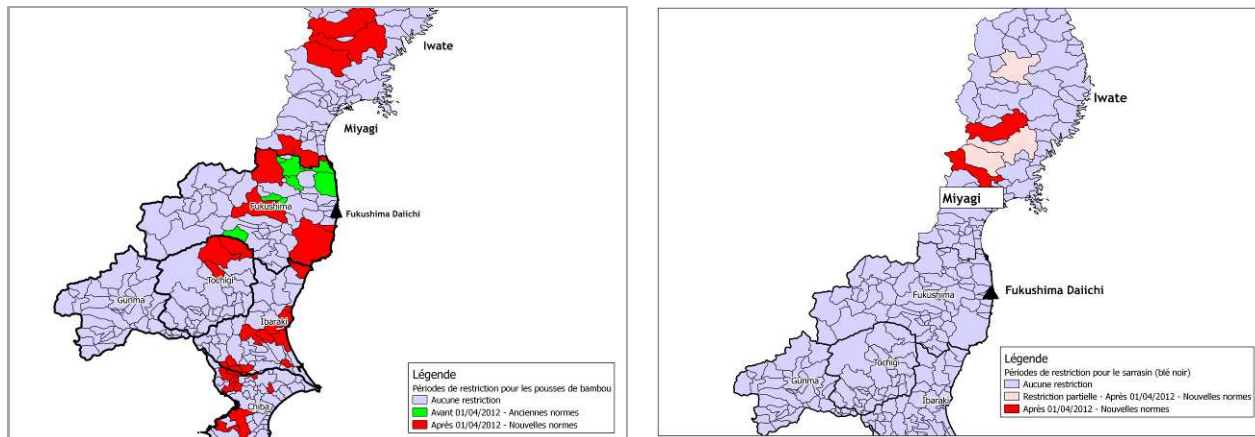 Iwate
Miyagi
Fukushima
Fukushima Daiichi
Tochigi
Gunma
Ibaraki
Chiba
Légende
Périodes de restriction pour les pousses de bambou
Aucune restriction
Avant 01/04/2012 - Anciennes normes
Après 01/04/2012 - Nouvelles normes
Iwate
Miyagi
Fukushima Daiichi
Fukushima
Tochigi
Gunma
Ibaraki
Légende
Périodes de restriction pour le sarrasin (blé noir)
Aucune restriction
Restriction partielle - Après 01/04/2012 - Nouvelles normes
Après 01/04/2012 - Nouvelles normes